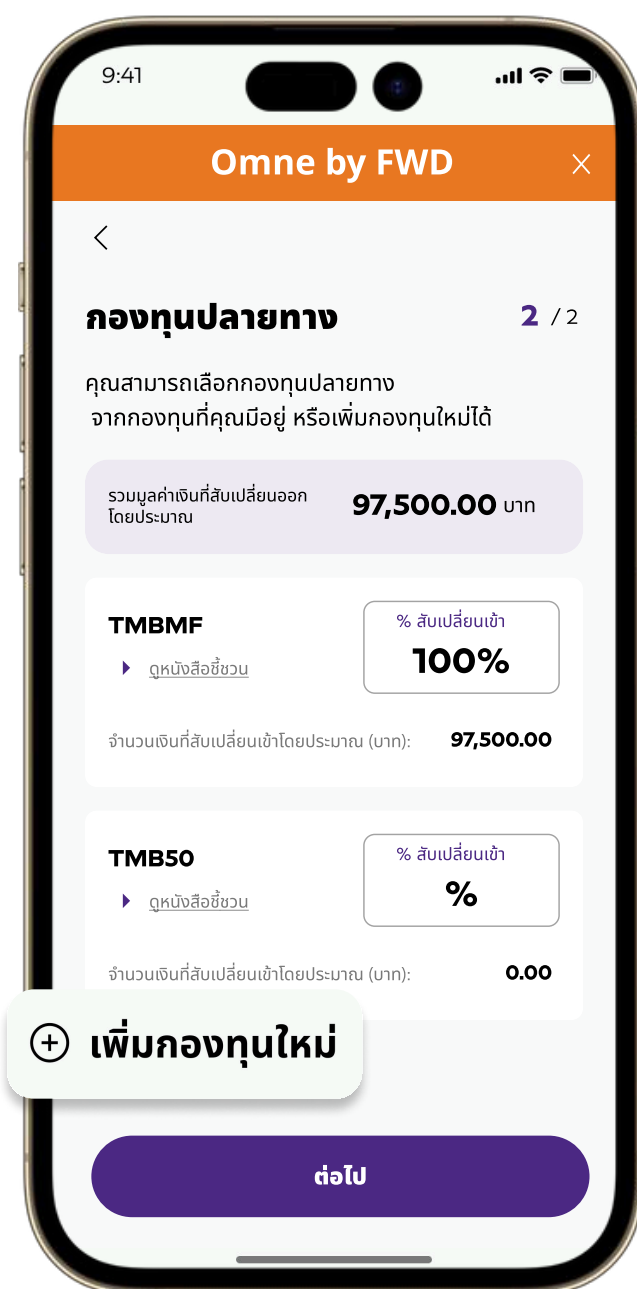 9:41
Omne by FWD
กองทุนปลายทาง
2 / 2
คุณสามารถเลือกกองทุนปลายทาง
จากกองทุนที่คุณมีอยู่ หรือเพิ่มกองทุนใหม่ได้
รวมมูลค่าเงินที่สับเปลี่ยนออก
โดยประมาณ
97,500.00 บาท
TMBMF
% สับเปลี่ยนเข้า
100%
ดูหนังสือชี้ชวน
จำนวนเงินที่สับเปลี่ยนเข้าโดยประมาณ (บาท): 97,500.00
TMB50
% สับเปลี่ยนเข้า
%
ดูหนังสือชี้ชวน
จำนวนเงินที่สับเปลี่ยนเข้าโดยประมาณ (บาท): 0.00
เพิ่มกองทุนใหม่
ต่อไป